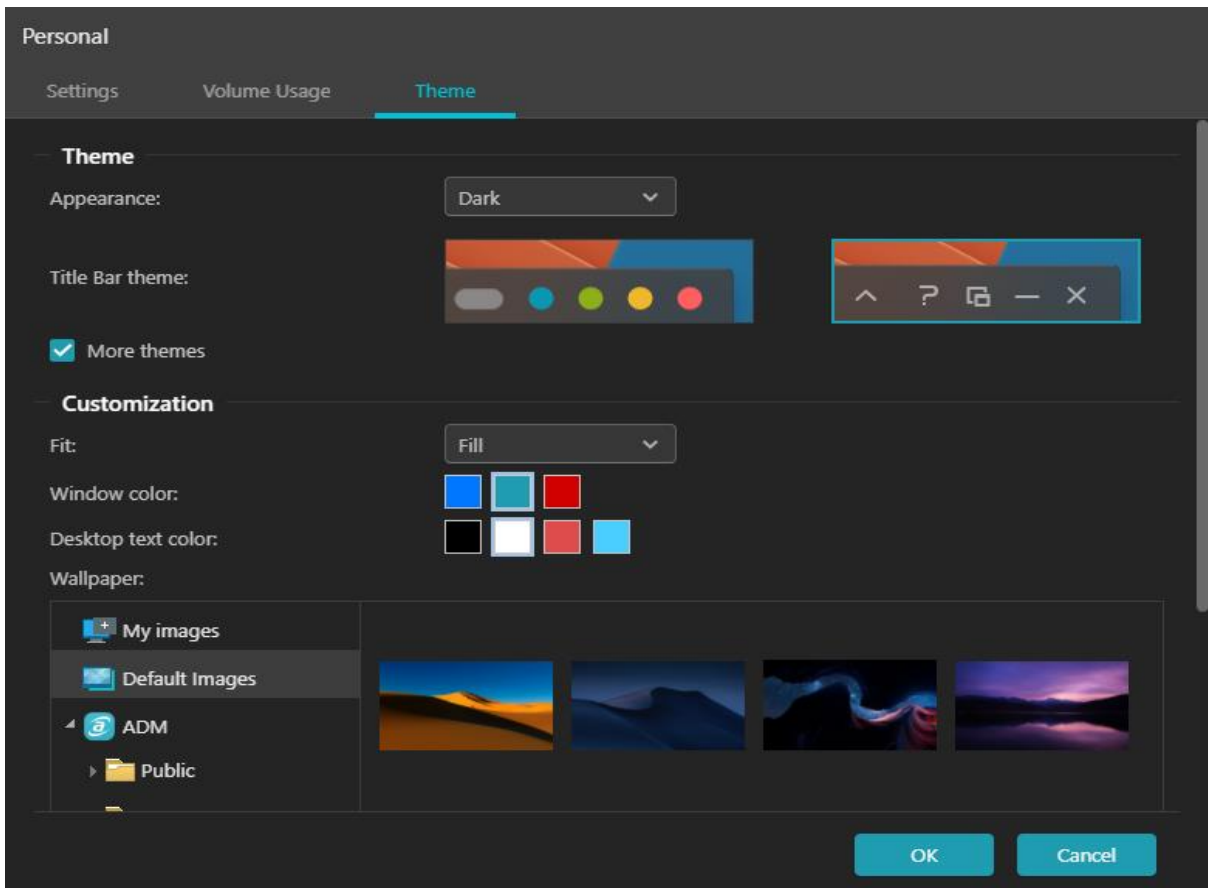 Personal
Settings Volume Usage Theme
Theme
Appearance: Dark
Title Bar theme:
More themes
Customization
Fit: Fill
Window color:
Desktop text color:
Wallpaper:
My images
Default Images
ADM
Public
OK Cancel